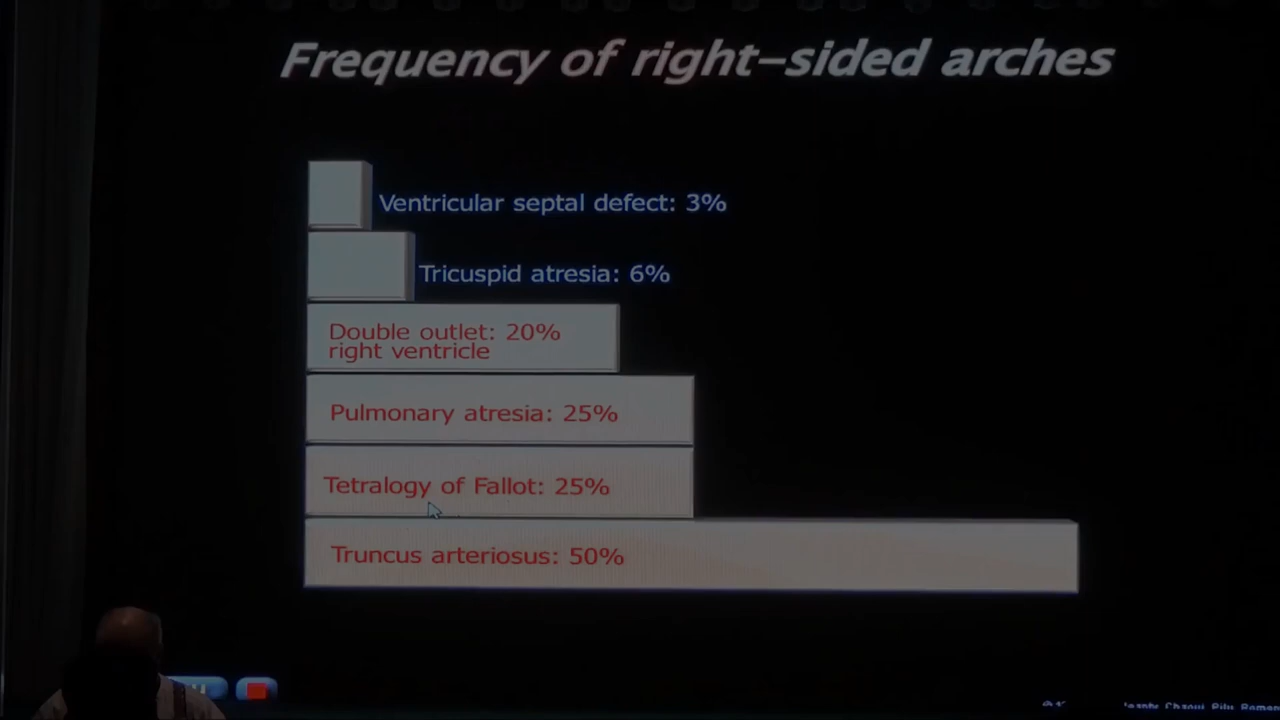 Frequency of right-sided arches
Ventricular septal defect: 3%
Tricuspid atresia: 6%
Double outlet: 20%
right ventricle
Pulmonary atresia: 25%
Tetralogy of Fallot: 25%
Truncus arteriosus: 50%